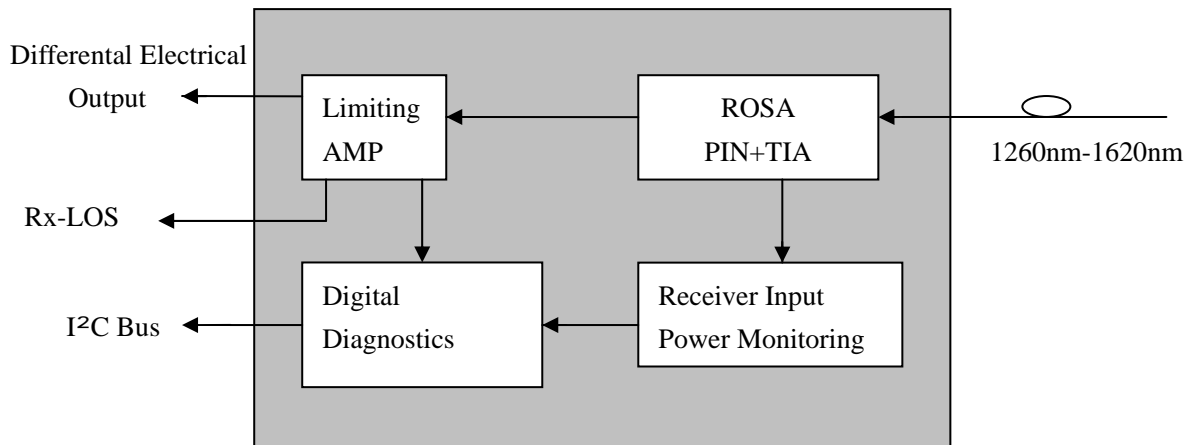 Differental Electrical
Output
Limiting
AMP
ROSA
PIN+TIA
1260nm-1620nm
Rx-LOS
I²C Bus
Digital
Diagnostics
Receiver Input
Power Monitoring